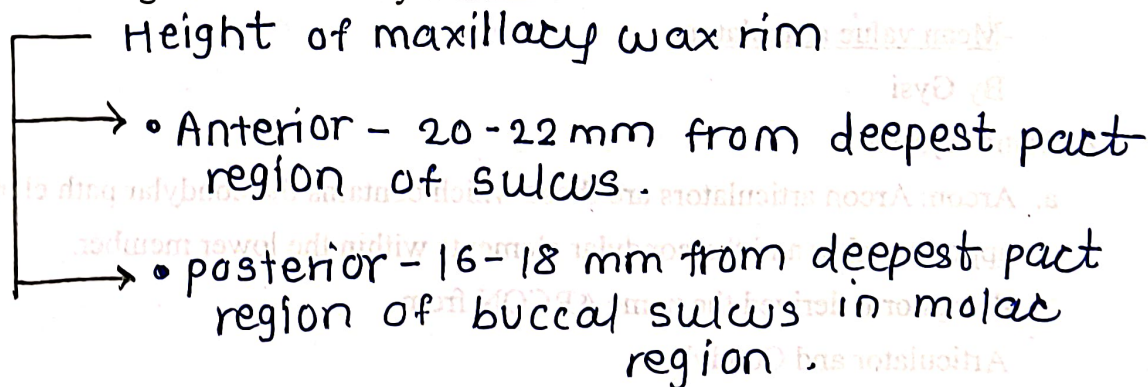 Height of maxillary wax rim
• Anterior - 20-22 mm from deepest part
region of sulcus.
• posterior - 16-18 mm from deepest part
region of buccal sulcus in molar
region.